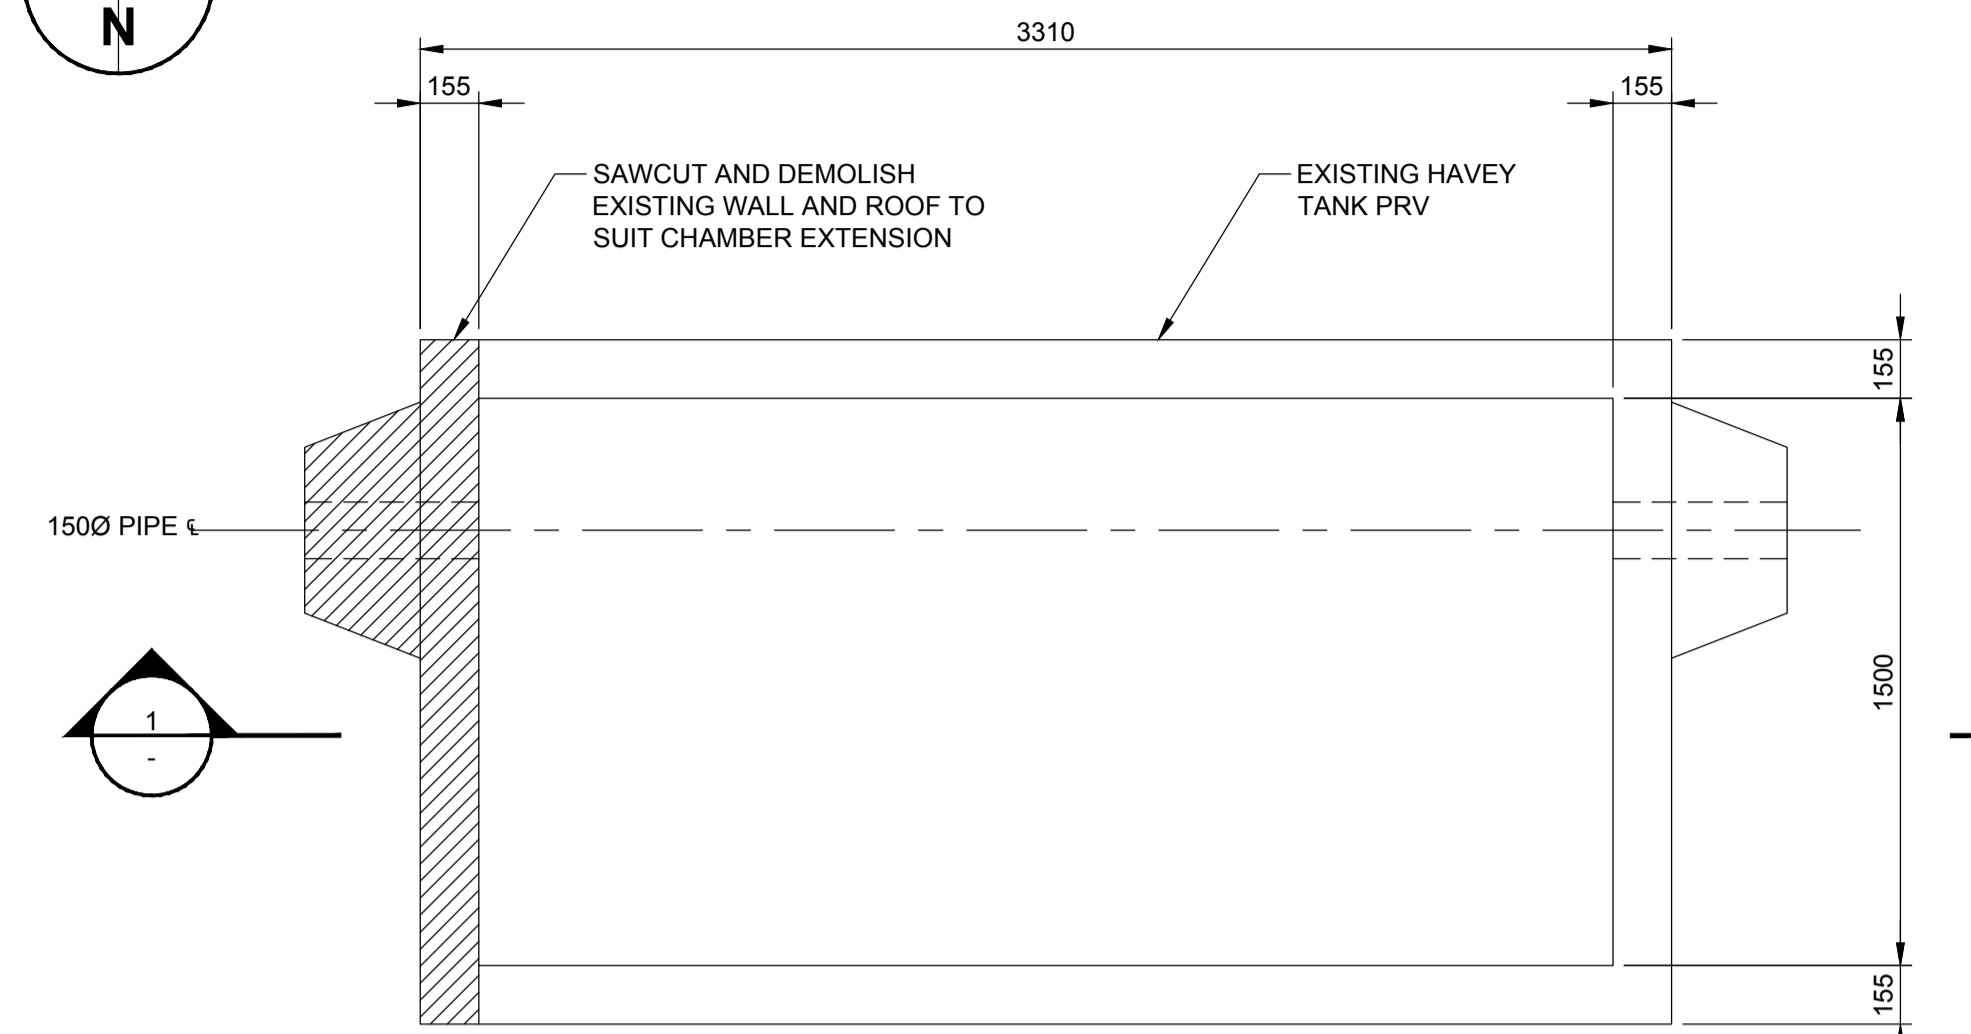 N
3310
155
155
SAWCUT AND DEMOLISH
EXISTING WALL AND ROOF TO
SUIT CHAMBER EXTENSION
EXISTING HAVEY
TANK PRV
155
150Ø PIPE ℄
1500
1
-
155